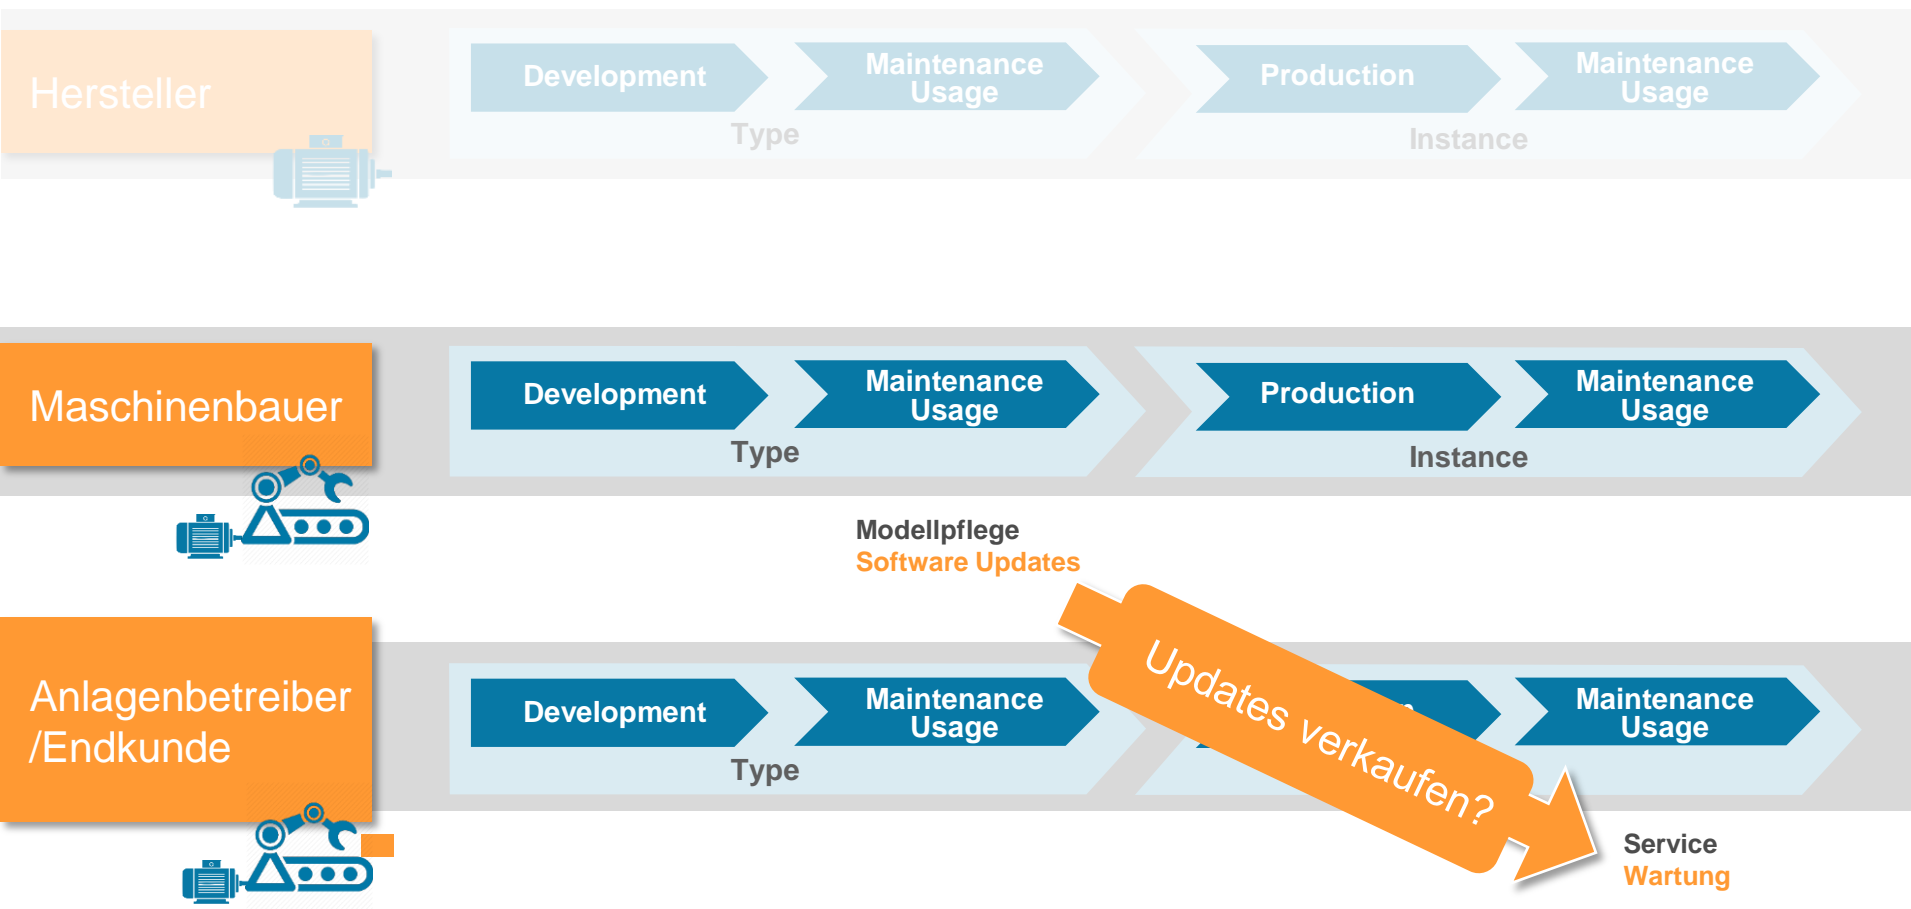 Hersteller
Development
Maintenance
Usage
Type
Production
Maintenance
Usage
Instance
Maschinenbauer
Development
Maintenance
Usage
Type
Production
Maintenance
Usage
Instance
Modellpflege
Software Updates
Anlagenbetreiber
/Endkunde
Development
Maintenance
Usage
Type
Updates verkaufen?
Maintenance
Usage
Service
Wartung